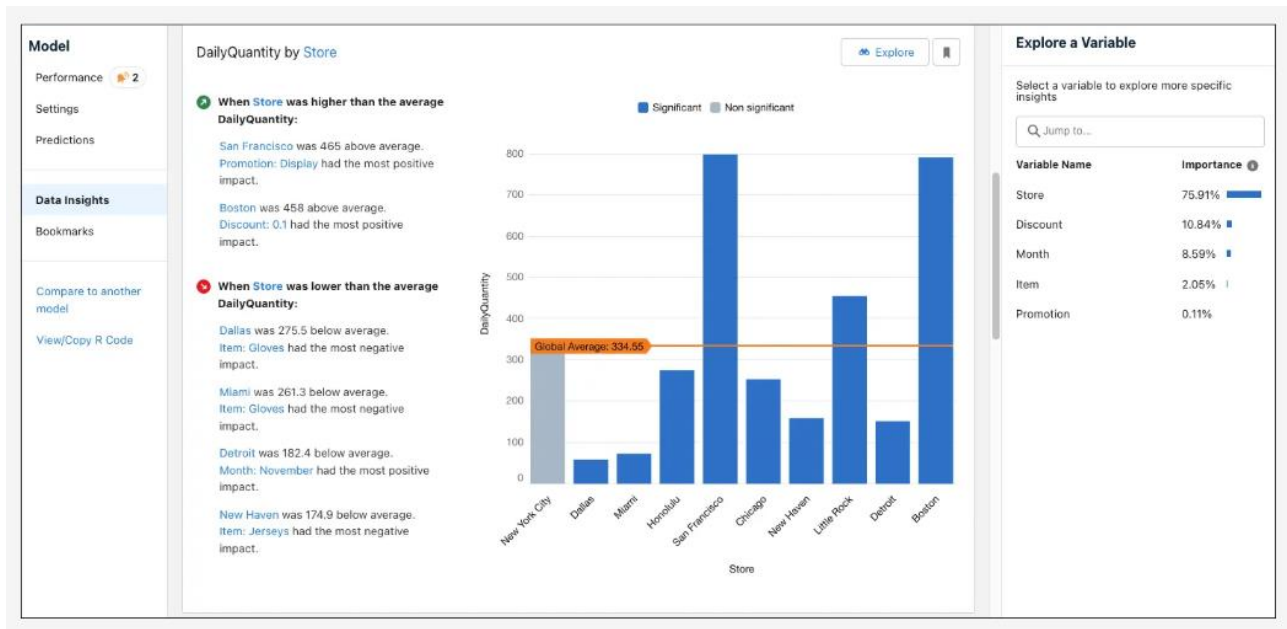 Model
Performance 2
Settings
Predictions
Data Insights
Bookmarks
Compare to another
model
View/Copy R Code
DailyQuantity by Store
Explore
When Store was higher than the average
DailyQuantity:
San Francisco was 465 above average.
Promotion: Display had the most positive
impact.
Boston was 458 above average.
Discount: 0.1 had the most positive
impact.
When Store was lower than the average
DailyQuantity:
Dallas was 275.5 below average.
Item: Gloves had the most negative
impact.
Miami was 261.3 below average.
Item: Gloves had the most negative
impact.
Detroit was 182.4 below average.
Month: November had the most positive
impact.
New Haven was 174.9 below average.
Item: Jerseys had the most negative
impact.
Significant Non significant
DailyQuantity
800
700
600
500
400
Global Average: 334.55
300
200
100
0
New York City Dallas Miami Honolulu San Francisco Chicago New Haven Little Rock Detroit Boston
Store
Explore a Variable
Select a variable to explore more specific
insights
Jump to...
Variable Name Importance
Store 75.91%
Discount 10.84%
Month 8.59%
Item 2.05%
Promotion 0.11%